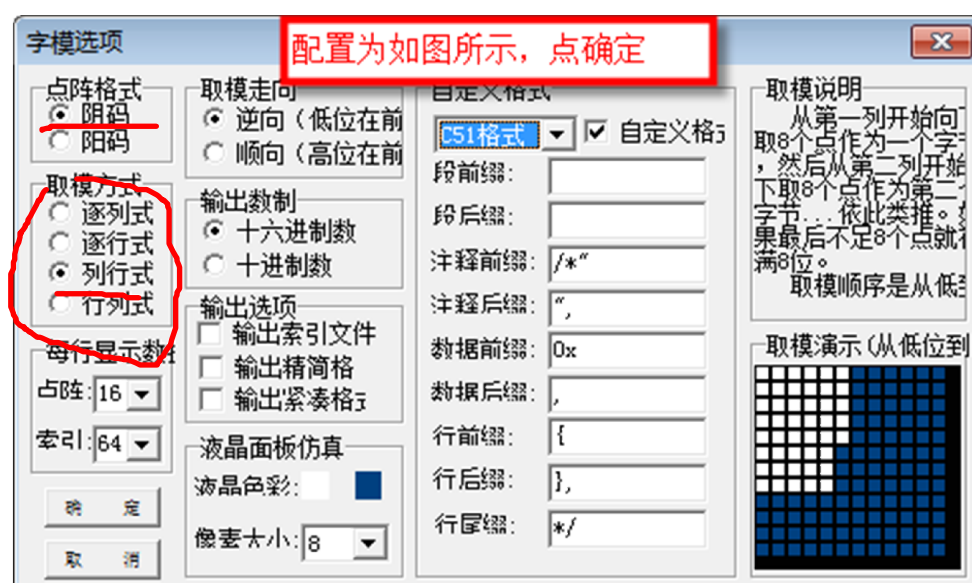 字模选项
配置为如图所示，点确定
点阵格式
阴码
阳码
取模方式
逐列式
逐行式
列行式
行列式
每行显示数
点阵: 16
索引: 64
确 定
取 消
取模走向
逆向（低位在前
顺向（高位在前
输出数制
十六进制数
十进制数
输出选项
输出索引文件
输出精简格
输出紧凑格
液晶面板仿真
液晶色彩:
像素大小: 8
自定义格式
C51格式
自定义格
段前缀:
段后缀:
注释前缀: /*"
注释后缀: ",
数据前缀: 0x
数据后缀: ,
行前缀: {
行后缀: },
行尾缀: */
取模说明
从第一列开始向下
取8个点作为一个字节
，然后从第二列开始
下取8个点作为第二个
字节...依此类推。如
果最后不足8个点就补
满8位。
取模顺序是从低
取模演示(从低位到